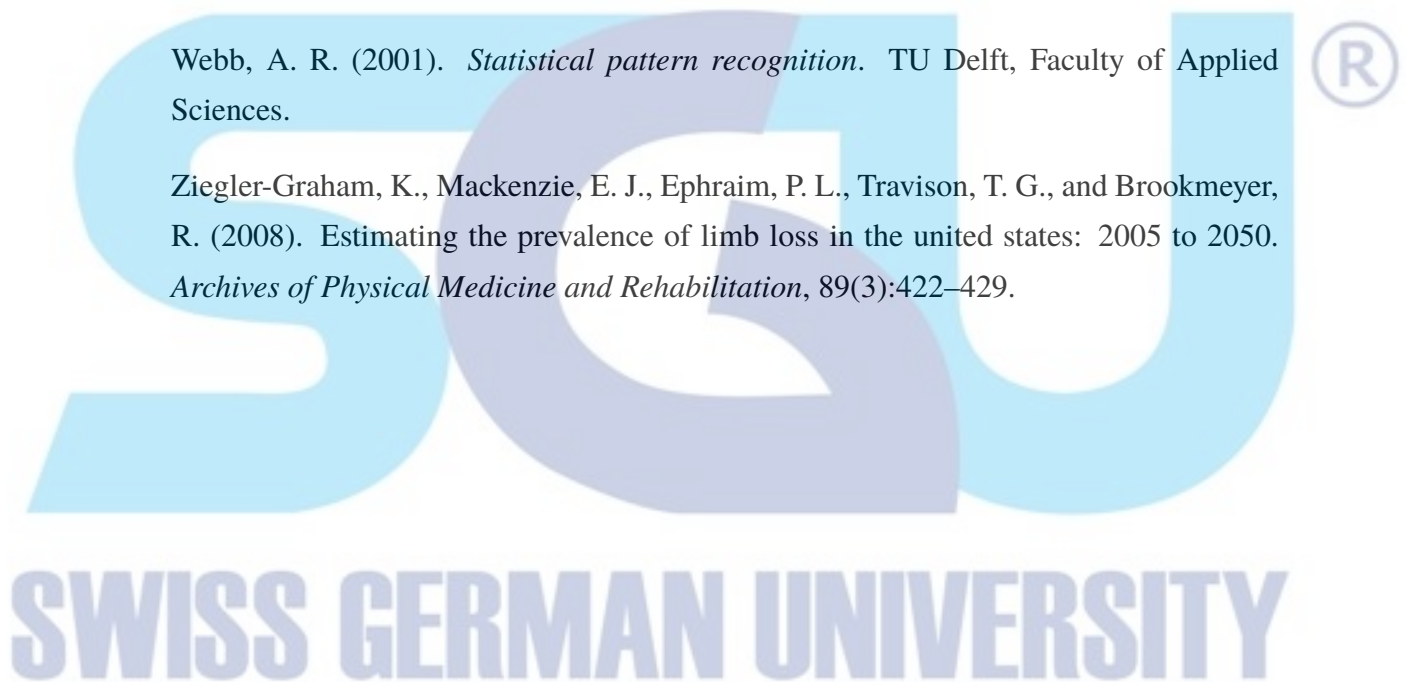 Webb, A. R. (2001). Statistical pattern recognition. TU Delft, Faculty of Applied
Sciences.
Ziegler-Graham, K., Mackenzie, E. J., Ephraim, P. L., Travison, T. G., and Brookmeyer,
R. (2008). Estimating the prevalence of limb loss in the united states: 2005 to 2050.
Archives of Physical Medicine and Rehabilitation, 89(3):422–429.
SGU ®
SWISS GERMAN UNIVERSITY